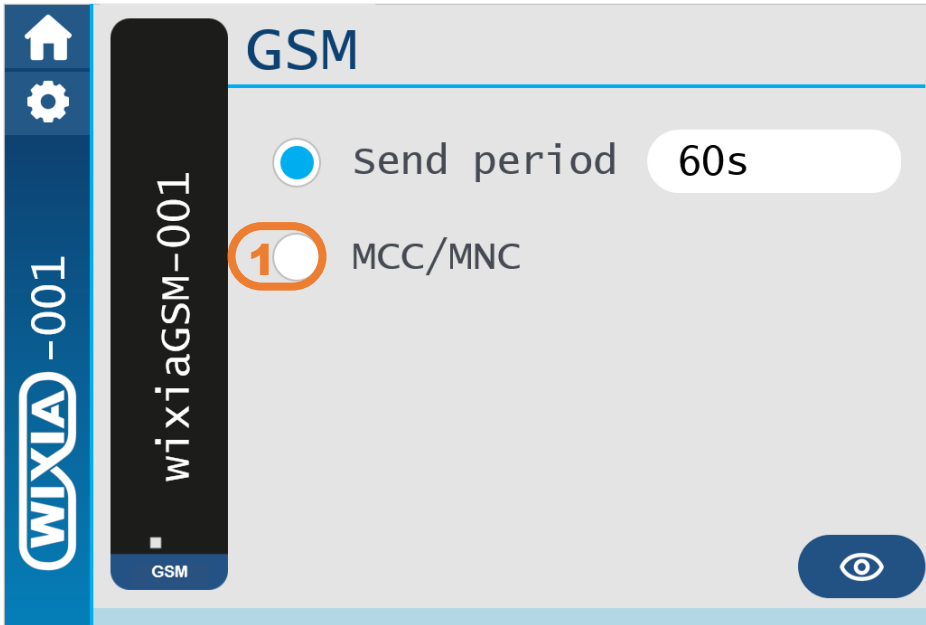 GSM
Send period 60s
1 MCC/MNC
wixiaGSM-001
GSM
WIXIA -001